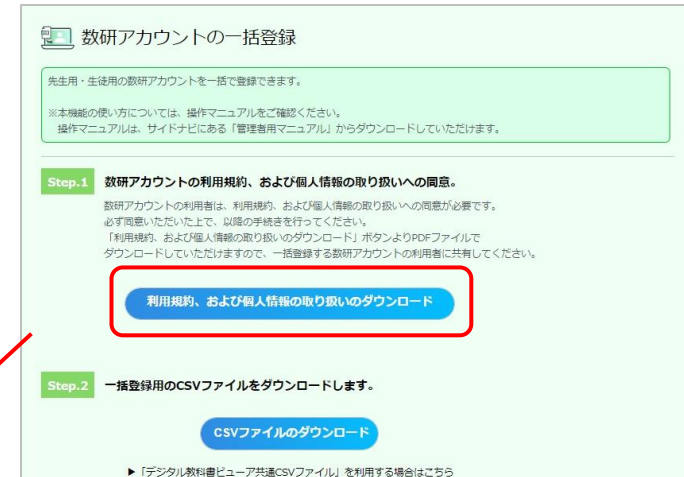 数研アカウントの一括登録
先生用・生徒用の数研アカウントを一括で登録できます。
※本機能の使い方については、操作マニュアルをご確認ください。
操作マニュアルは、サイドナビにある「管理者用マニュアル」からダウンロードしていただけます。
Step.1 数研アカウントの利用規約、および個人情報の取り扱いへの同意。
数研アカウントの利用者は、利用規約、および個人情報の取り扱いへの同意が必要です。
必ず同意いただいた上で、以降の手続きを行ってください。
「利用規約、および個人情報の取り扱いのダウンロード」ボタンよりPDFファイルで
ダウンロードしていただけますので、一括登録する数研アカウントの利用者に共有してください。
利用規約、および個人情報の取り扱いのダウンロード
Step.2 一括登録用のCSVファイルをダウンロードします。
CSVファイルのダウンロード
▶「デジタル教科書ビューア共通CSVファイル」を利用する場合はこちら